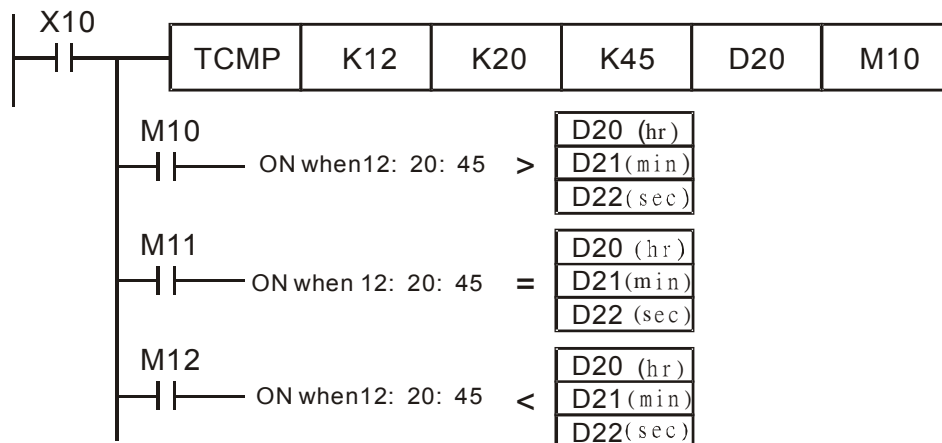 X10
TCMP K12 K20 K45 D20 M10
M10
ON when12: 20: 45 > D20 (hr)
D21(min)
D22(sec)
M11
ON when 12: 20: 45 = D20 (hr)
D21(min)
D22 (sec)
M12
ON when12: 20: 45 < D20 (hr)
D21(min)
D22(sec)